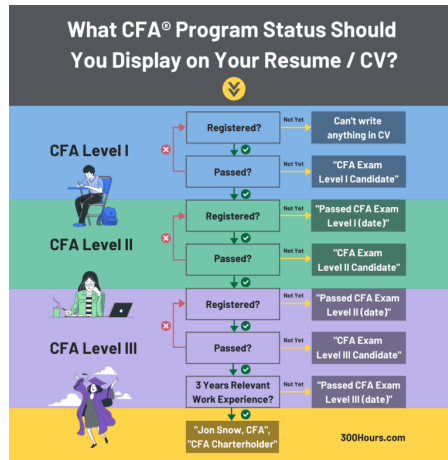 What CFA® Program Status Should
You Display on Your Resume / CV?
CFA Level I
Registered?
Not Yet
Can't write
anything in CV
Passed?
Not Yet
"CFA Exam
Level I Candidate"
CFA Level II
Registered?
Not Yet
"Passed CFA Exam
Level I (date)"
Passed?
Not Yet
"CFA Exam
Level II Candidate"
CFA Level III
Registered?
Not Yet
"Passed CFA Exam
Level II (date)"
Passed?
Not Yet
"CFA Exam
Level III Candidate"
3 Years Relevant
Work Experience?
Not Yet
"Passed CFA Exam
Level III (date)"
"Jon Snow, CFA",
"CFA Charterholder"
300Hours.com